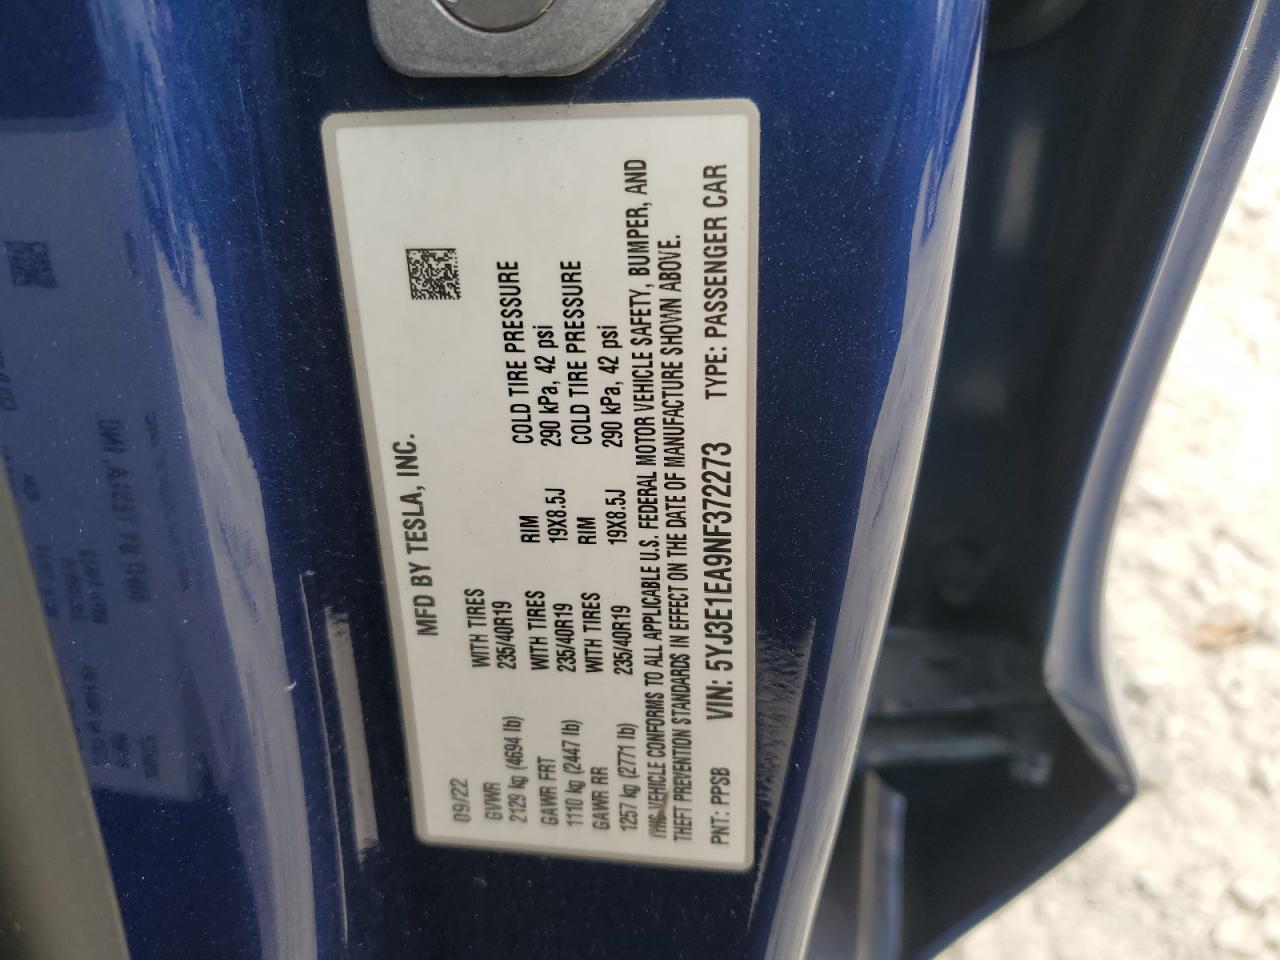 MFD BY TESLA, INC.
09/22
GVWR WITH TIRES RIM COLD TIRE PRESSURE
2129 kg (4694 lb) 235/40R19 19X8.5J 290 kPa, 42 psi
GAWR FRT WITH TIRES RIM COLD TIRE PRESSURE
1110 kg (2447 lb) 235/40R19 19X8.5J 290 kPa, 42 psi
GAWR RR WITH TIRES
1257 kg (2771 lb) 235/40R19
THIS VEHICLE CONFORMS TO ALL APPLICABLE U.S. FEDERAL MOTOR VEHICLE SAFETY, BUMPER, AND
THEFT PREVENTION STANDARDS IN EFFECT ON THE DATE OF MANUFACTURE SHOWN ABOVE.
PNT: PPSB VIN: 5YJ3E1EA9NF372273 TYPE: PASSENGER CAR